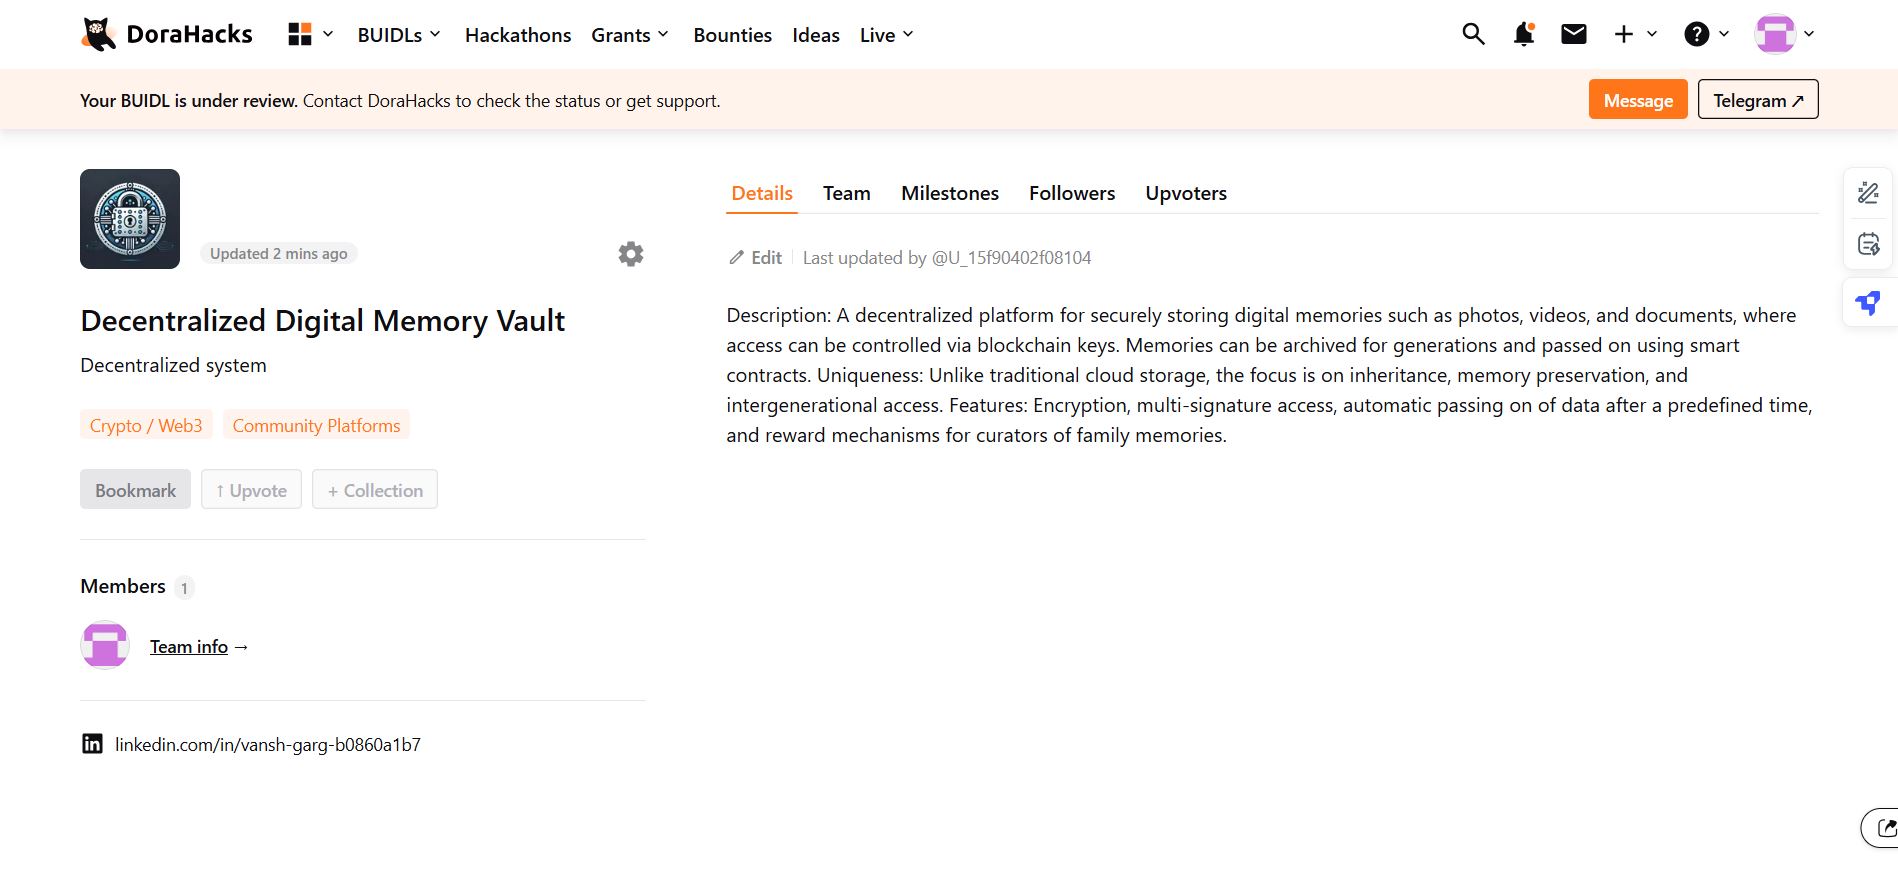 DoraHacks
BUIDLs
Hackathons
Grants
Bounties
Ideas
Live
Your BUIDL is under review. Contact DoraHacks to check the status or get support.
Message
Telegram ↗
Updated 2 mins ago
Decentralized Digital Memory Vault
Decentralized system
Crypto / Web3
Community Platforms
Bookmark
↑ Upvote
+ Collection
Members 1
Team info →
linkedin.com/in/vansh-garg-b0860a1b7
Details
Team
Milestones
Followers
Upvoters
Edit
Last updated by @U_15f90402f08104
Description: A decentralized platform for securely storing digital memories such as photos, videos, and documents, where
access can be controlled via blockchain keys. Memories can be archived for generations and passed on using smart
contracts. Uniqueness: Unlike traditional cloud storage, the focus is on inheritance, memory preservation, and
intergenerational access. Features: Encryption, multi-signature access, automatic passing on of data after a predefined time,
and reward mechanisms for curators of family memories.